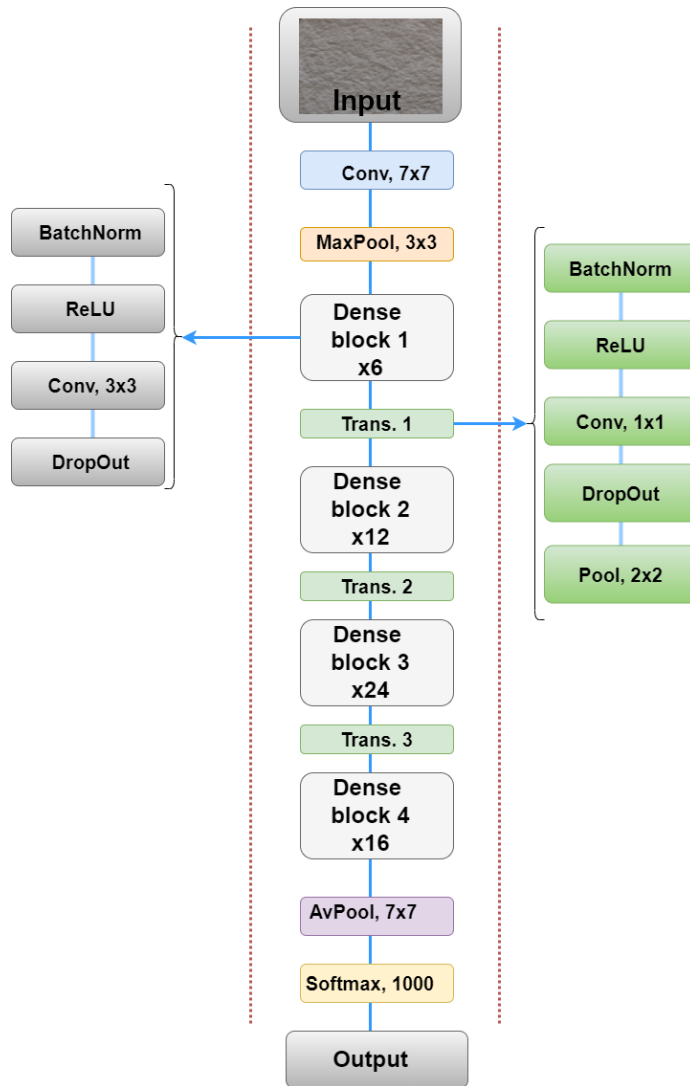 Input
Conv, 7x7
MaxPool, 3x3
Dense
block 1
x6
Trans. 1
Dense
block 2
x12
Trans. 2
Dense
block 3
x24
Trans. 3
Dense
block 4
x16
AvPool, 7x7
Softmax, 1000
Output
BatchNorm
ReLU
Conv, 3x3
DropOut
BatchNorm
ReLU
Conv, 1x1
DropOut
Pool, 2x2